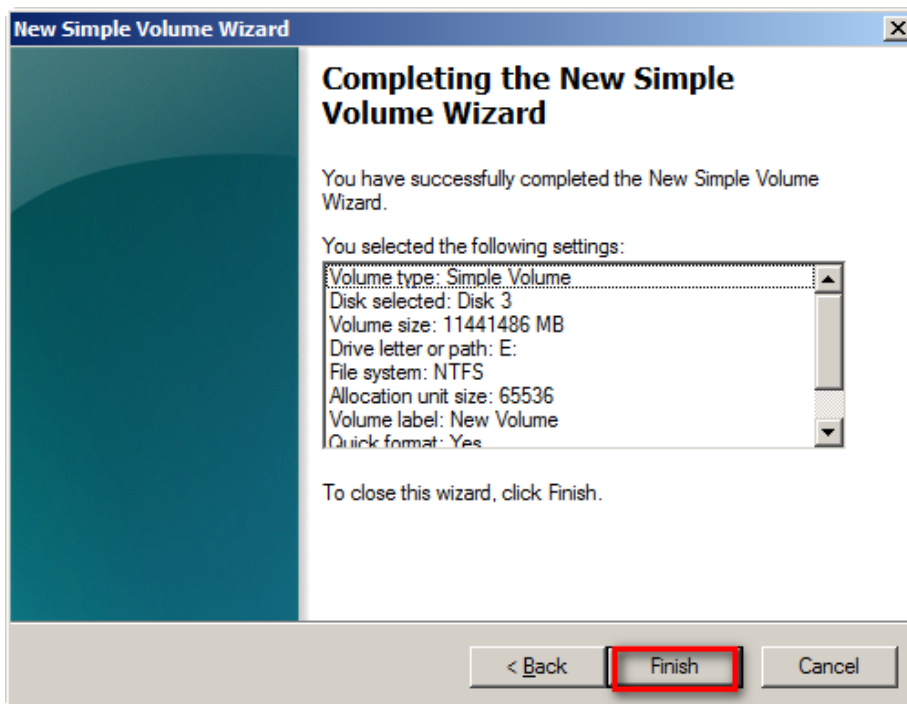 New Simple Volume Wizard
Completing the New Simple
Volume Wizard
You have successfully completed the New Simple Volume
Wizard.
You selected the following settings:
Volume type: Simple Volume
Disk selected: Disk 3
Volume size: 11441486 MB
Drive letter or path: E:
File system: NTFS
Allocation unit size: 65536
Volume label: New Volume
Quick format: Yes
To close this wizard, click Finish.
< Back
Finish
Cancel